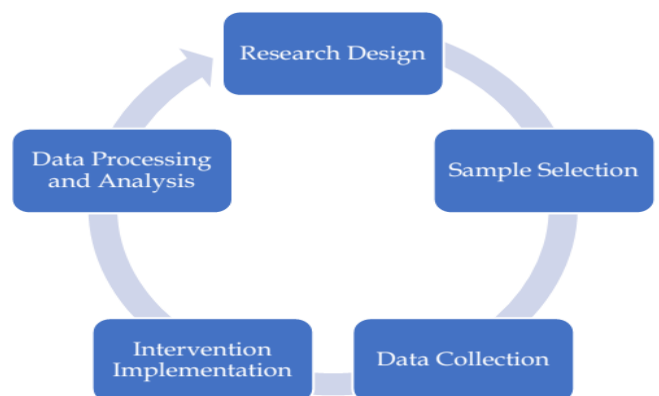 Research Design
Sample Selection
Data Collection
Intervention
Implementation
Data Processing
and Analysis